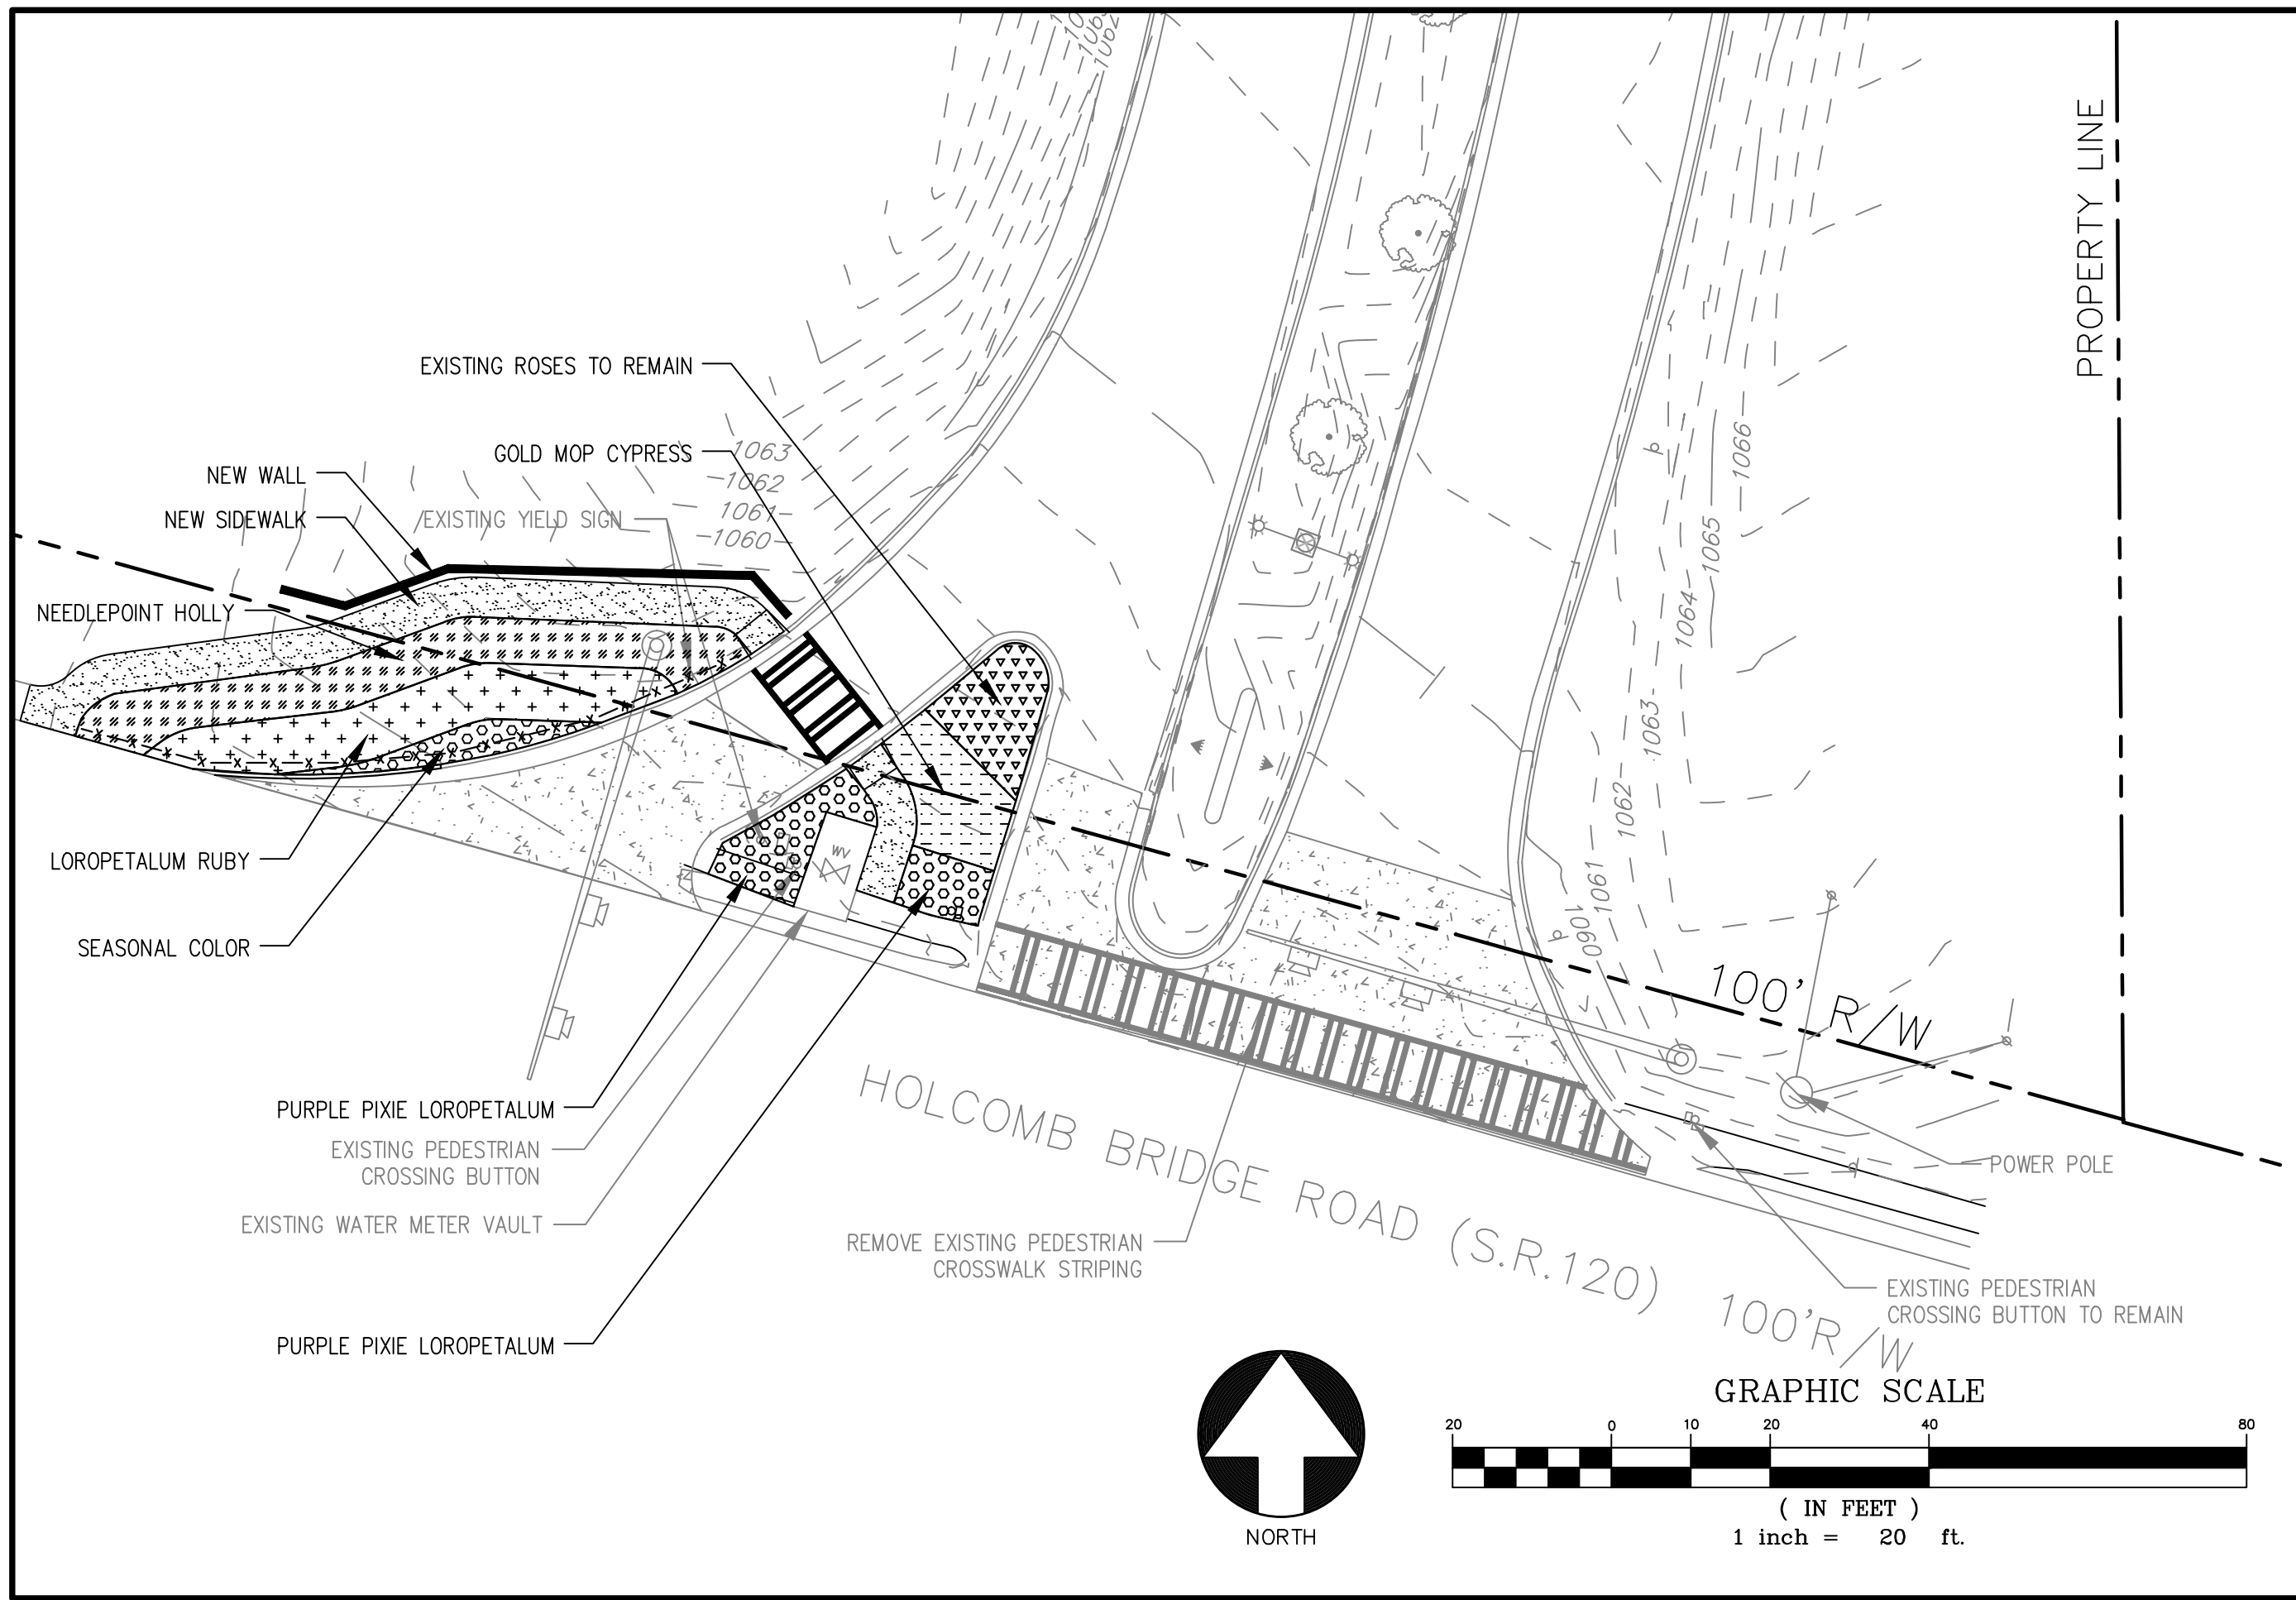 1062
PROPERTY LINE
EXISTING ROSES TO REMAIN
GOLD MOP CYPRESS
1063
1062
1061
1060
NEW WALL
NEW SIDEWALK
EXISTING YIELD SIGN
NEEDLEPOINT HOLLY
1066
1065
1064
1063
1062
1061
1060
WV
LOROPETALUM RUBY
SEASONAL COLOR
100' R/W
PURPLE PIXIE LOROPETALUM
EXISTING PEDESTRIAN
CROSSING BUTTON
EXISTING WATER METER VAULT
HOLCOMB BRIDGE ROAD (S.R.120) 100'R/W
POWER POLE
REMOVE EXISTING PEDESTRIAN
CROSSWALK STRIPING
EXISTING PEDESTRIAN
CROSSING BUTTON TO REMAIN
PURPLE PIXIE LOROPETALUM
NORTH
GRAPHIC SCALE
20 0 10 20 40 80
( IN FEET )
1 inch = 20 ft.